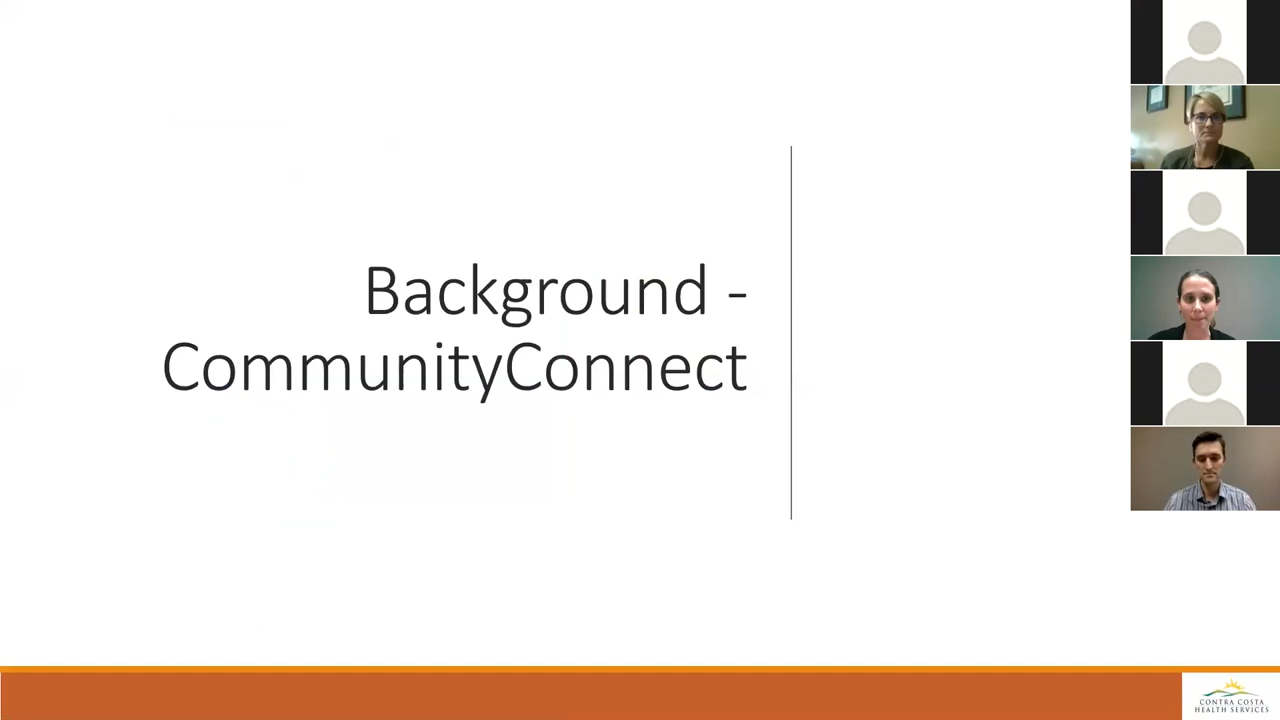 Background -
CommunityConnect
CONTRA COSTA
HEALTH SERVICES